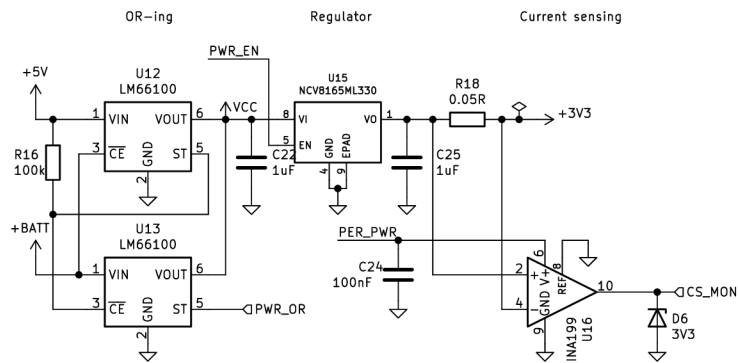 OR-ing
Regulator
Current sensing
PWR_EN
+5V
U12
LM66100
1 VIN VOUT 6
3 CE ST 5
GND
2
R16
100k
VCC
C22
1uF
U15
NCV8165ML330
8 VI VO 1
5 EN
GND EPAD
4 9
C25
1uF
R18
0.05R
+3V3
+BATT
U13
LM66100
1 VIN VOUT 6
3 CE ST 5
GND
2
PWR_OR
PER_PWR
C24
100nF
6 8
2 + V+ REF
4 - GND
9
10
INA199
U16
CS_MON
D6
3V3